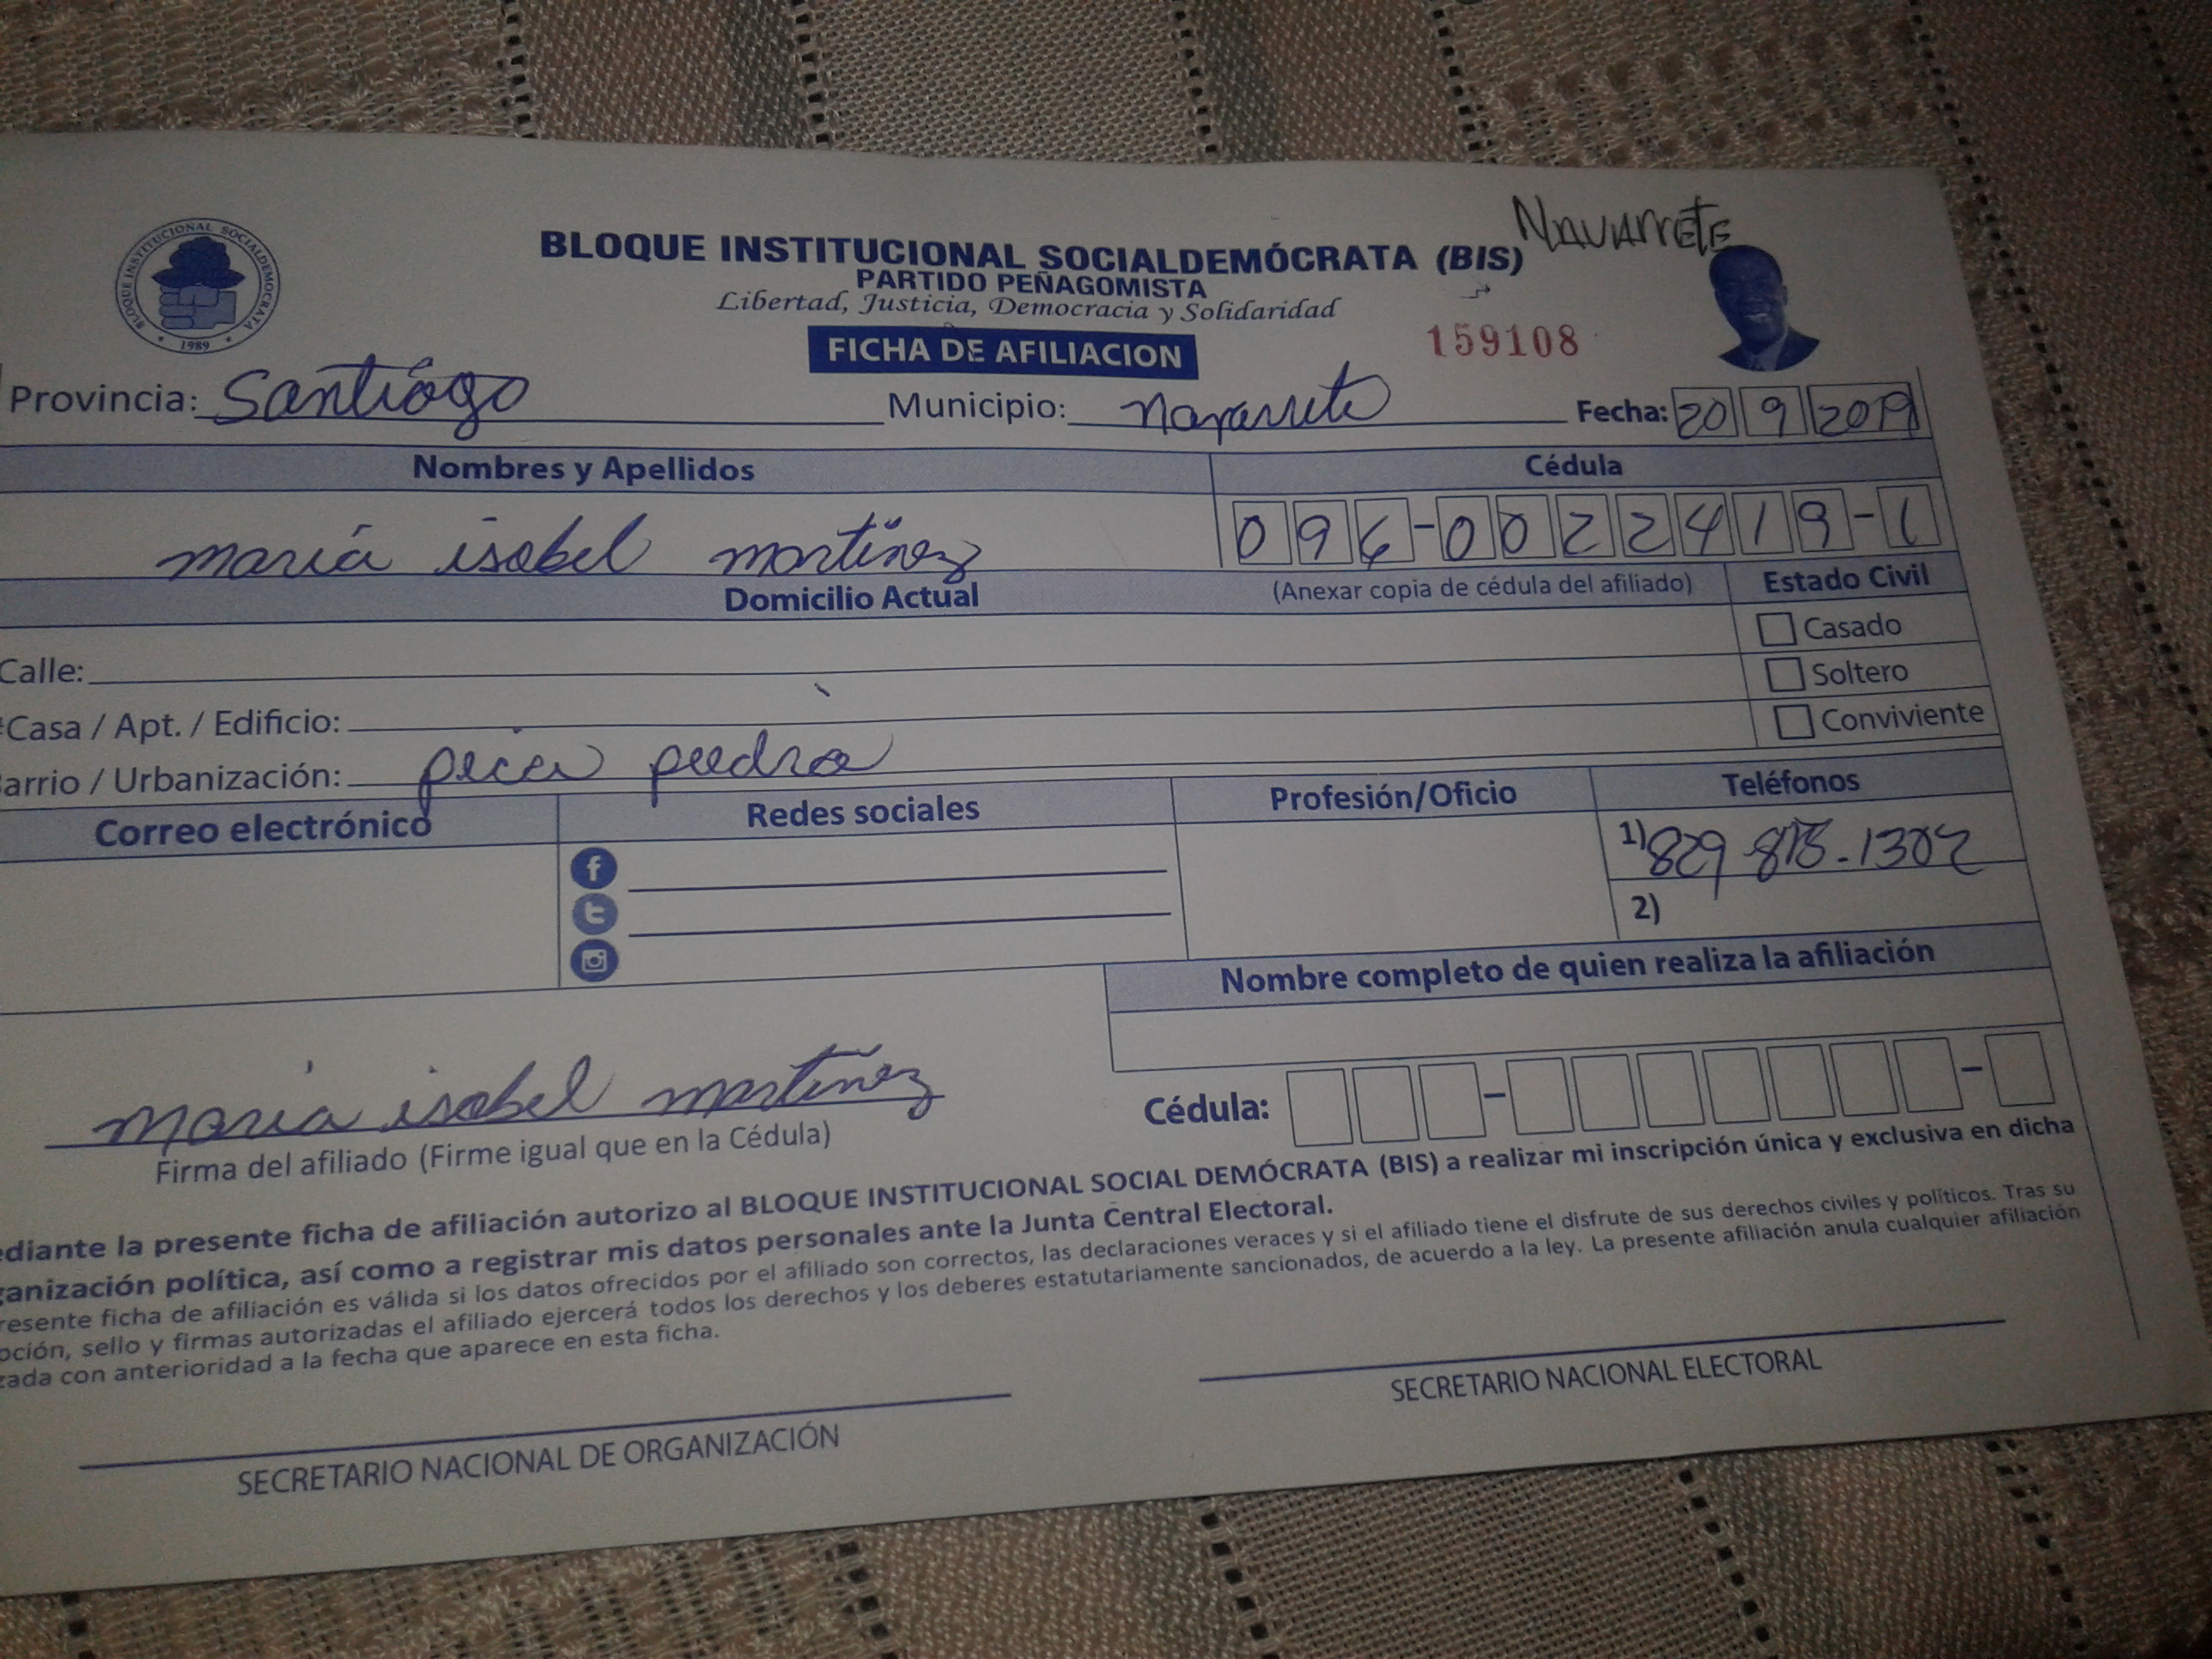 NAVArreTE
BLOQUE INSTITUCIONAL SOCIALDEMÓCRATA (BIS)
PARTIDO PEÑAGOMISTA
Libertad, Justicia, Democracia y Solidaridad
BLOQUE INSTITUCIONAL SOCIALDEMOCRATA
1989
FICHA DE AFILIACION
159108
Provincia: Santiágo Municipio: Navarrete Fecha: 20 9 2019
Nombres y Apellidos Cédula
maría isabel martinez 096-0022419-1
Domicilio Actual (Anexar copia de cédula del afiliado) Estado Civil
Calle: Casado
Casa / Apt. / Edificio: Soltero
arrio / Urbanización: pica piedra Conviviente
Correo electrónico Redes sociales Profesión/Oficio Teléfonos
1) 829
2)
Nombre completo de quien realiza la afiliación
Cédula:
maria isabel martinez
Firma del afiliado (Firme igual que en la Cédula)
ediante la presente ficha de afiliación autorizo al BLOQUE INSTITUCIONAL SOCIAL DEMÓCRATA (BIS) a realizar mi inscripción única y exclusiva en dicha
ganización política, así como a registrar mis datos personales ante la Junta Central Electoral.
resente ficha de afiliación es válida si los datos ofrecidos por el afiliado son correctos, las declaraciones veraces y si el afiliado tiene el disfrute de sus derechos civiles y políticos. Tras su
pción, sello y firmas autorizadas el afiliado ejercerá todos los derechos y los deberes estatutariamente sancionados, de acuerdo a la ley. La presente afiliación anula cualquier afiliación
zada con anterioridad a la fecha que aparece en esta ficha.
SECRETARIO NACIONAL DE ORGANIZACIÓN SECRETARIO NACIONAL ELECTORAL